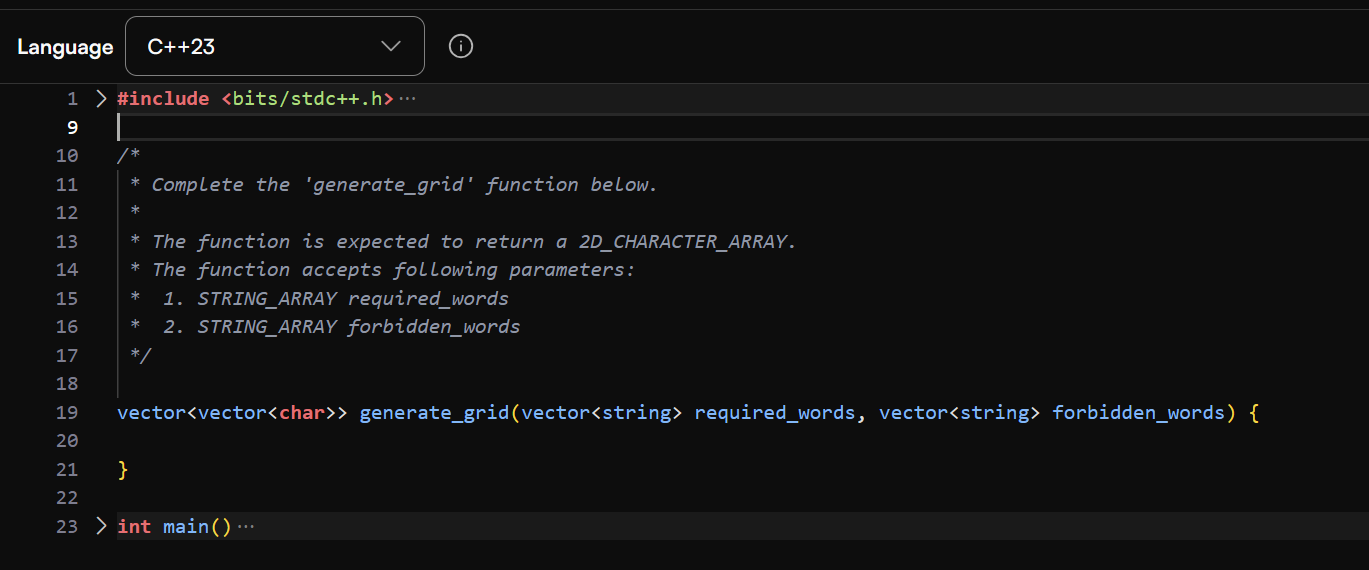 Language C++23
1 #include <bits/stdc++.h>···
9
10 /*
11 * Complete the 'generate_grid' function below.
12 *
13 * The function is expected to return a 2D_CHARACTER_ARRAY.
14 * The function accepts following parameters:
15 *  1. STRING_ARRAY required_words
16 *  2. STRING_ARRAY forbidden_words
17 */
18
19 vector<vector<char>> generate_grid(vector<string> required_words, vector<string> forbidden_words) {
20
21 }
22
23 int main()···